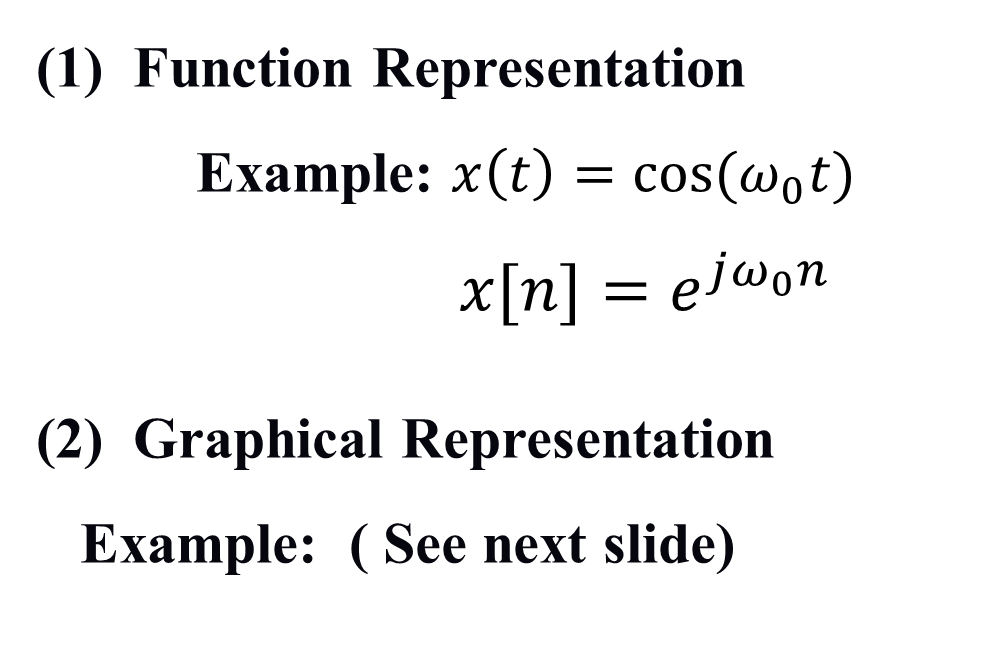 (1) Function Representation
Example: x(t) = cos(ω₀t)
x[n] = e^{jω₀n}
(2) Graphical Representation
Example: ( See next slide)